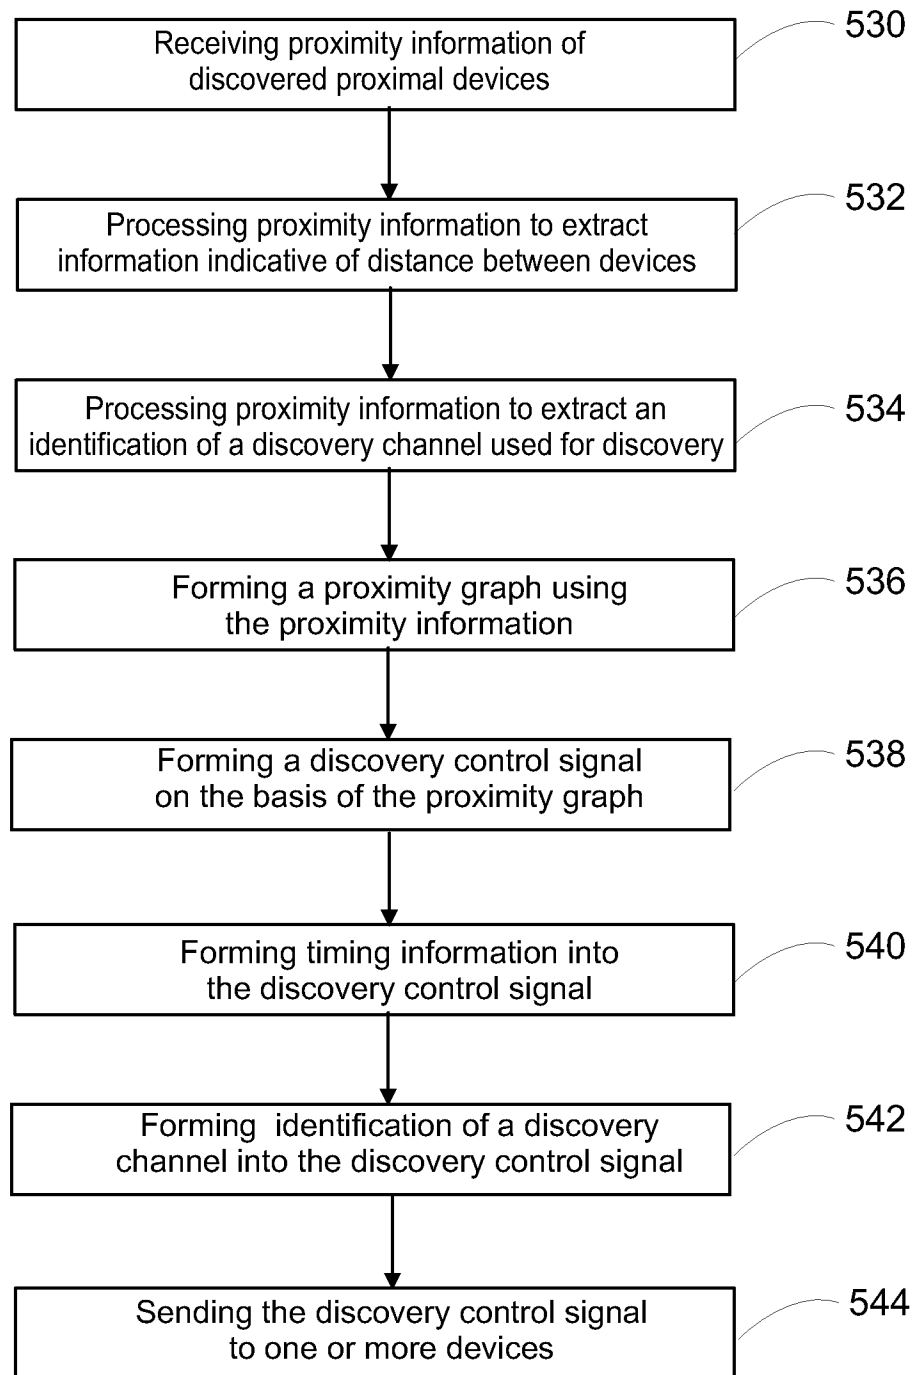 Receiving proximity information of
discovered proximal devices
530
Processing proximity information to extract
information indicative of distance between devices
532
Processing proximity information to extract an
identification of a discovery channel used for discovery
534
Forming a proximity graph using
the proximity information
536
Forming a discovery control signal
on the basis of the proximity graph
538
Forming timing information into
the discovery control signal
540
Forming identification of a discovery
channel into the discovery control signal
542
Sending the discovery control signal
to one or more devices
544